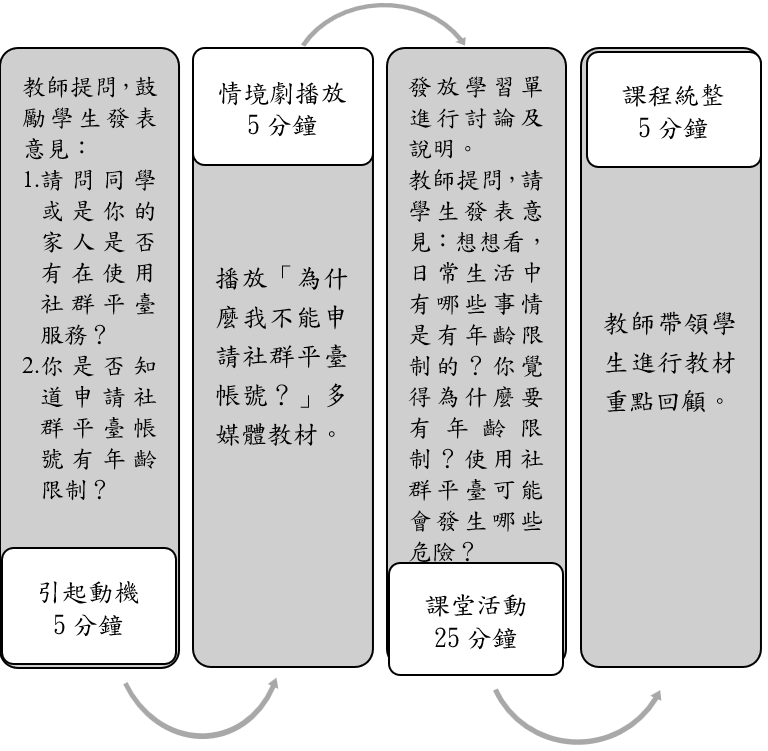 教師提問，鼓
勵學生發表
意見：
1.請問同學
或是你的
家人是否
有在使用
社群平臺
服務？
2.你是否知
道申請社
群平臺帳
號有年齡
限制？
引起動機
5 分鐘
情境劇播放
5 分鐘
播放「為什
麼我不能申
請社群平臺
帳號？」多
媒體教材。
發放學習單
進行討論及
說明。
教師提問，請
學生發表意
見：想想看，
日常生活中
有哪些事情
是有年齡限
制的？你覺
得為什麼要
有年齡限
制？使用社
群平臺可能
會發生哪些
危險？
課堂活動
25 分鐘
課程統整
5 分鐘
教師帶領學
生進行教材
重點回顧。